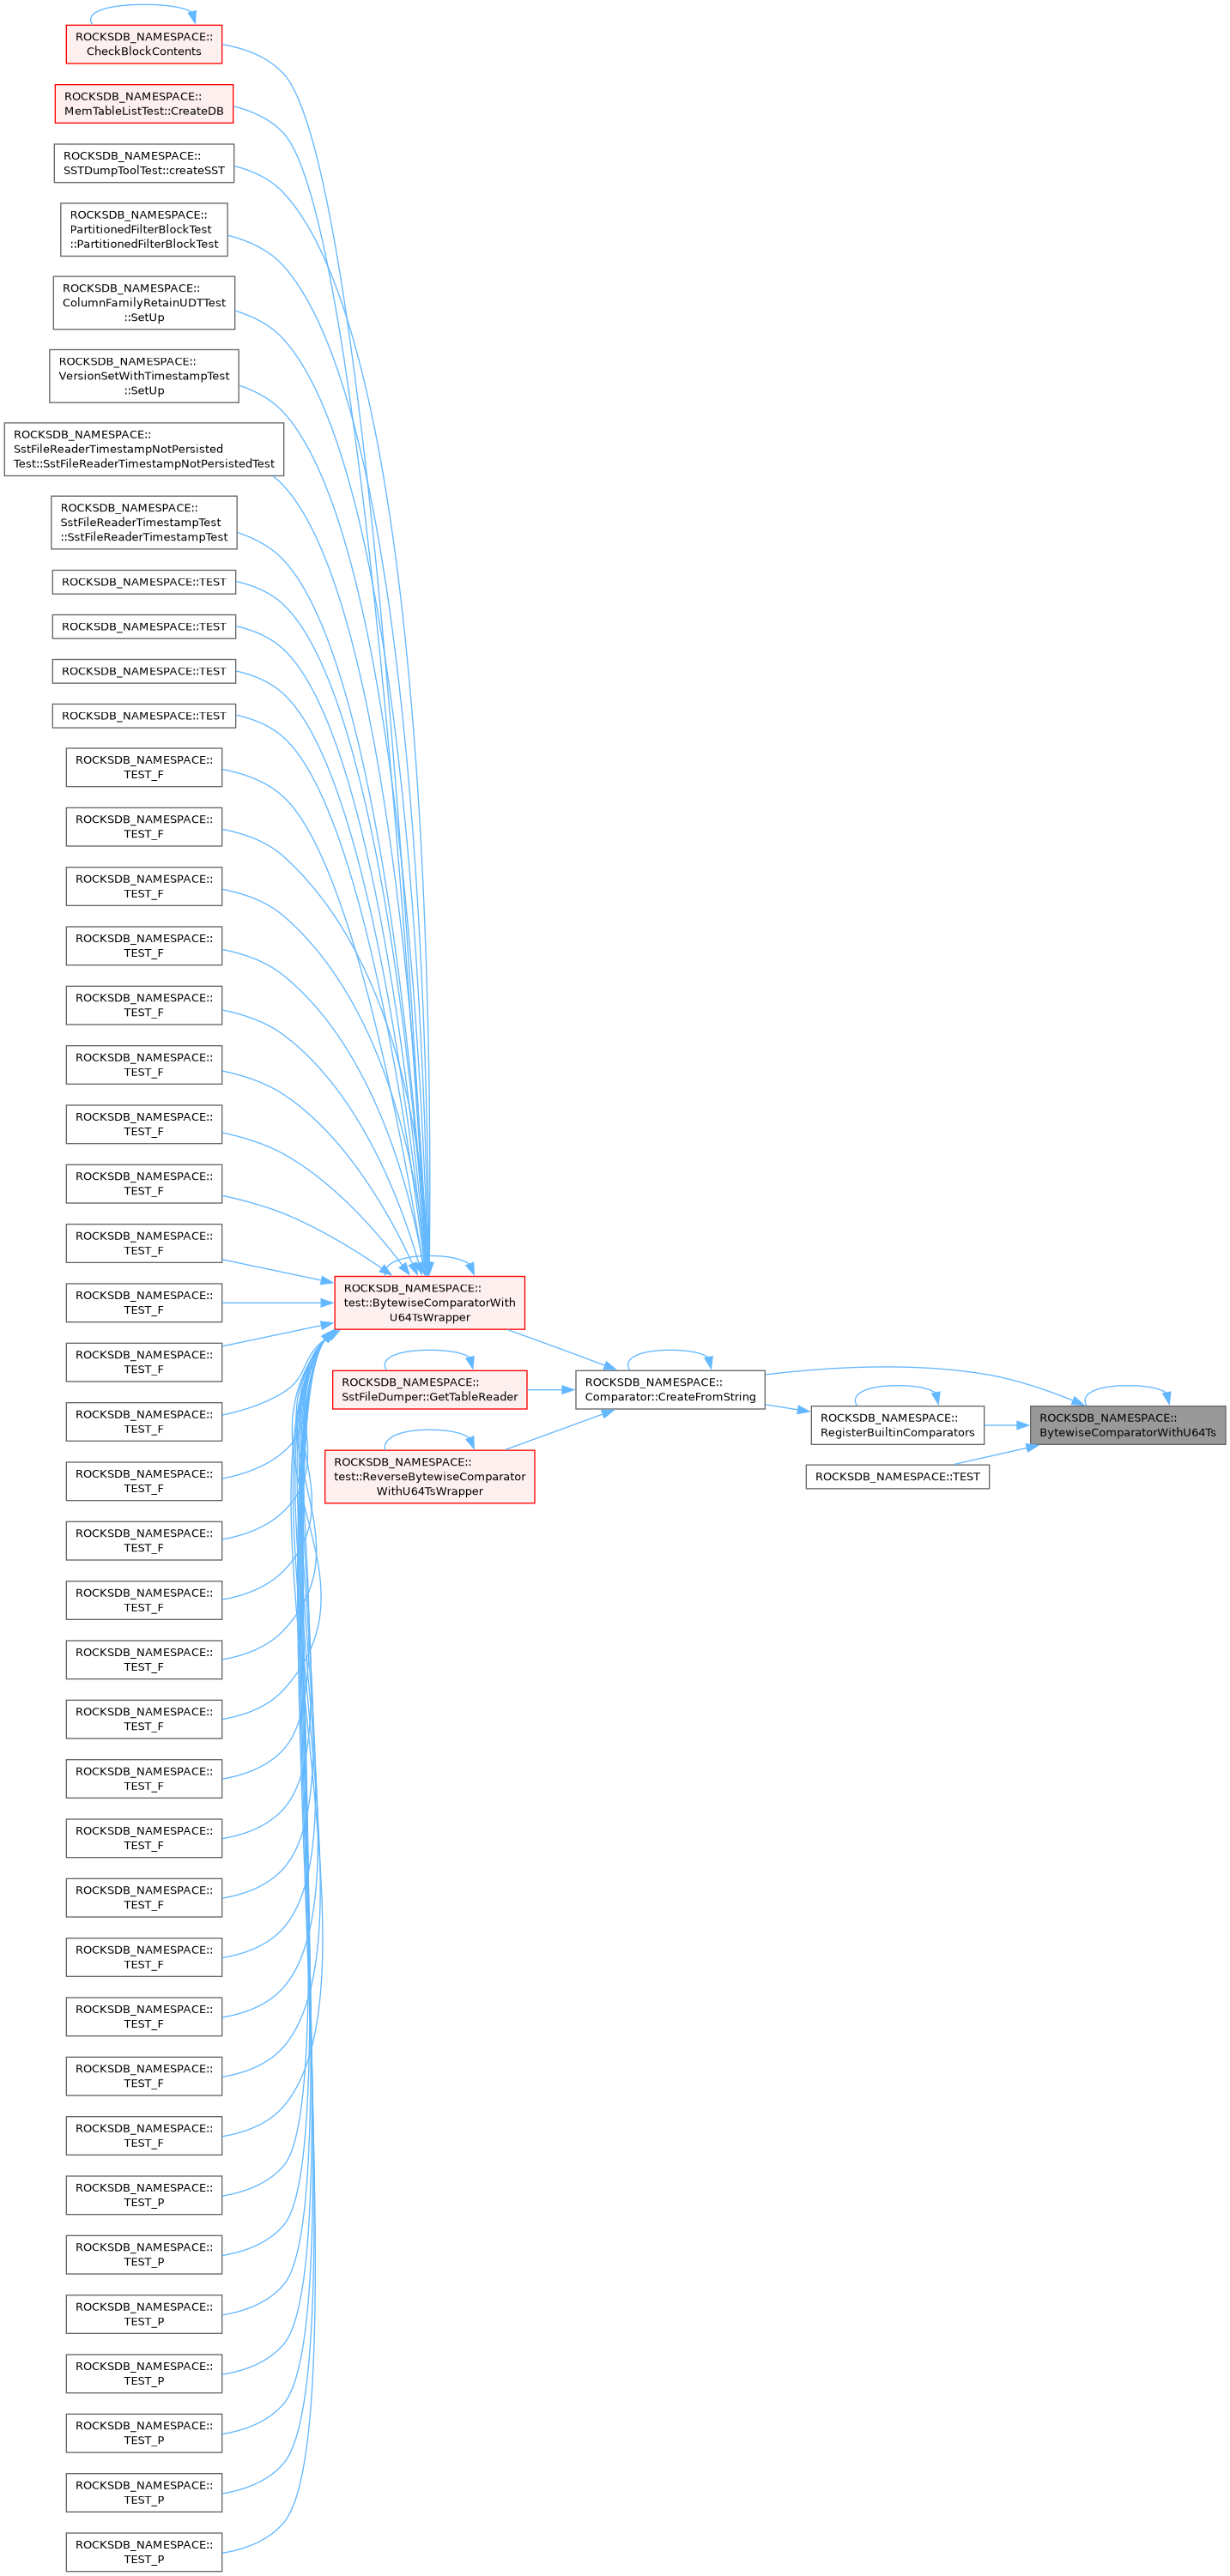 ROCKSDB_NAMESPACE::
CheckBlockContents
ROCKSDB_NAMESPACE::
MemTableListTest::CreateDB
ROCKSDB_NAMESPACE::
SSTDumpToolTest::createSST
ROCKSDB_NAMESPACE::
PartitionedFilterBlockTest
::PartitionedFilterBlockTest
ROCKSDB_NAMESPACE::
ColumnFamilyRetainUDTTest
::SetUp
ROCKSDB_NAMESPACE::
VersionSetWithTimestampTest
::SetUp
ROCKSDB_NAMESPACE::
SstFileReaderTimestampNotPersisted
Test::SstFileReaderTimestampNotPersistedTest
ROCKSDB_NAMESPACE::
SstFileReaderTimestampTest
::SstFileReaderTimestampTest
ROCKSDB_NAMESPACE::TEST
ROCKSDB_NAMESPACE::TEST
ROCKSDB_NAMESPACE::TEST
ROCKSDB_NAMESPACE::TEST
ROCKSDB_NAMESPACE::
TEST_F
ROCKSDB_NAMESPACE::
TEST_F
ROCKSDB_NAMESPACE::
TEST_F
ROCKSDB_NAMESPACE::
TEST_F
ROCKSDB_NAMESPACE::
TEST_F
ROCKSDB_NAMESPACE::
TEST_F
ROCKSDB_NAMESPACE::
TEST_F
ROCKSDB_NAMESPACE::
TEST_F
ROCKSDB_NAMESPACE::
TEST_F
ROCKSDB_NAMESPACE::
TEST_F
ROCKSDB_NAMESPACE::
TEST_F
ROCKSDB_NAMESPACE::
TEST_F
ROCKSDB_NAMESPACE::
TEST_F
ROCKSDB_NAMESPACE::
TEST_F
ROCKSDB_NAMESPACE::
TEST_F
ROCKSDB_NAMESPACE::
TEST_F
ROCKSDB_NAMESPACE::
TEST_F
ROCKSDB_NAMESPACE::
TEST_F
ROCKSDB_NAMESPACE::
TEST_F
ROCKSDB_NAMESPACE::
TEST_F
ROCKSDB_NAMESPACE::
TEST_F
ROCKSDB_NAMESPACE::
TEST_F
ROCKSDB_NAMESPACE::
TEST_F
ROCKSDB_NAMESPACE::
TEST_F
ROCKSDB_NAMESPACE::
TEST_P
ROCKSDB_NAMESPACE::
TEST_P
ROCKSDB_NAMESPACE::
TEST_P
ROCKSDB_NAMESPACE::
TEST_P
ROCKSDB_NAMESPACE::
TEST_P
ROCKSDB_NAMESPACE::
TEST_P
ROCKSDB_NAMESPACE::
TEST_P
ROCKSDB_NAMESPACE::
test::BytewiseComparatorWith
U64TsWrapper
ROCKSDB_NAMESPACE::
SstFileDumper::GetTableReader
ROCKSDB_NAMESPACE::
test::ReverseBytewiseComparator
WithU64TsWrapper
ROCKSDB_NAMESPACE::
Comparator::CreateFromString
ROCKSDB_NAMESPACE::
RegisterBuiltinComparators
ROCKSDB_NAMESPACE::TEST
ROCKSDB_NAMESPACE::
BytewiseComparatorWithU64Ts